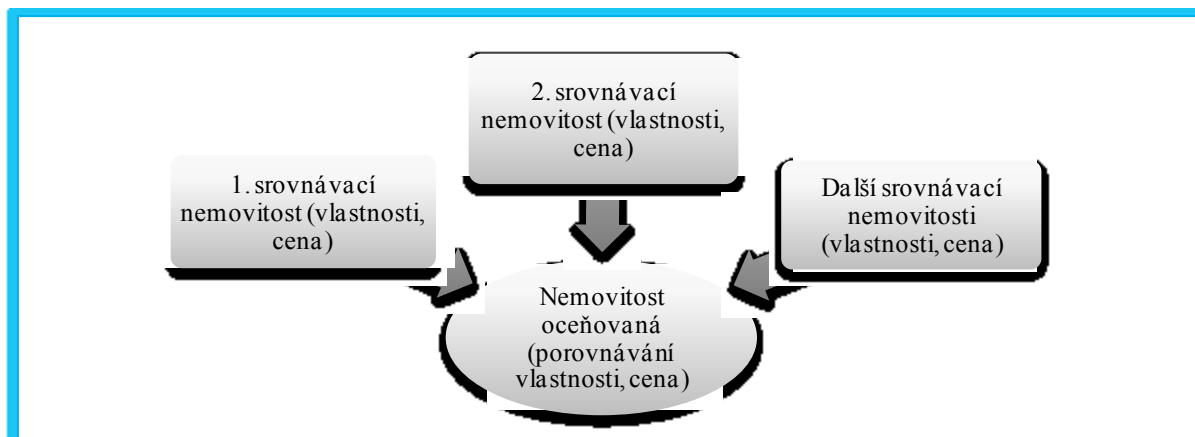 2. srovnávací
nemovitost (vlastnosti,
cena)
1. srovnávací
nemovitost (vlastnosti,
cena)
Další srovnávací
nemovitosti
(vlastnosti, cena)
Nemovitost
oceňovaná
(porovnávání
vlastnosti, cena)